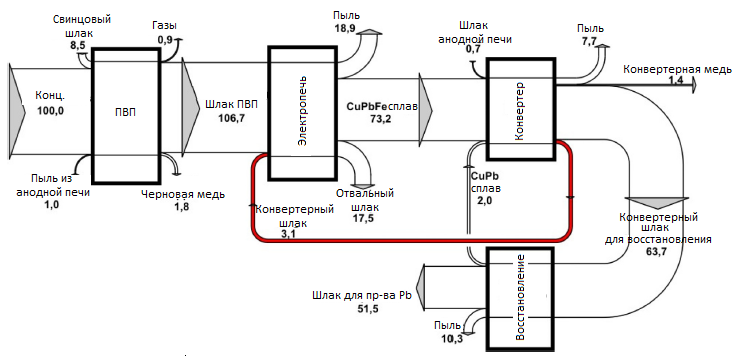 Свинцовый
шлак
8,5
Газы
0,9
Конц.
100,0
ПВП
Пыль из
анодной печи
1,0
Черновая медь
1,8
Шлак ПВП
106,7
Пыль
18,9
Электропечь
CuPbFeсплав
73,2
Отвальный
шлак
17,5
Конвертерный
шлак
3,1
Шлак
анодной печи
0,7
Пыль
7,7
Конвертер
Конвертерная медь
1,4
CuPb
сплав
2,0
Конвертерный
шлак
для восстановления
63,7
Восстановление
Шлак для пр-ва Pb
51,5
Пыль
10,3